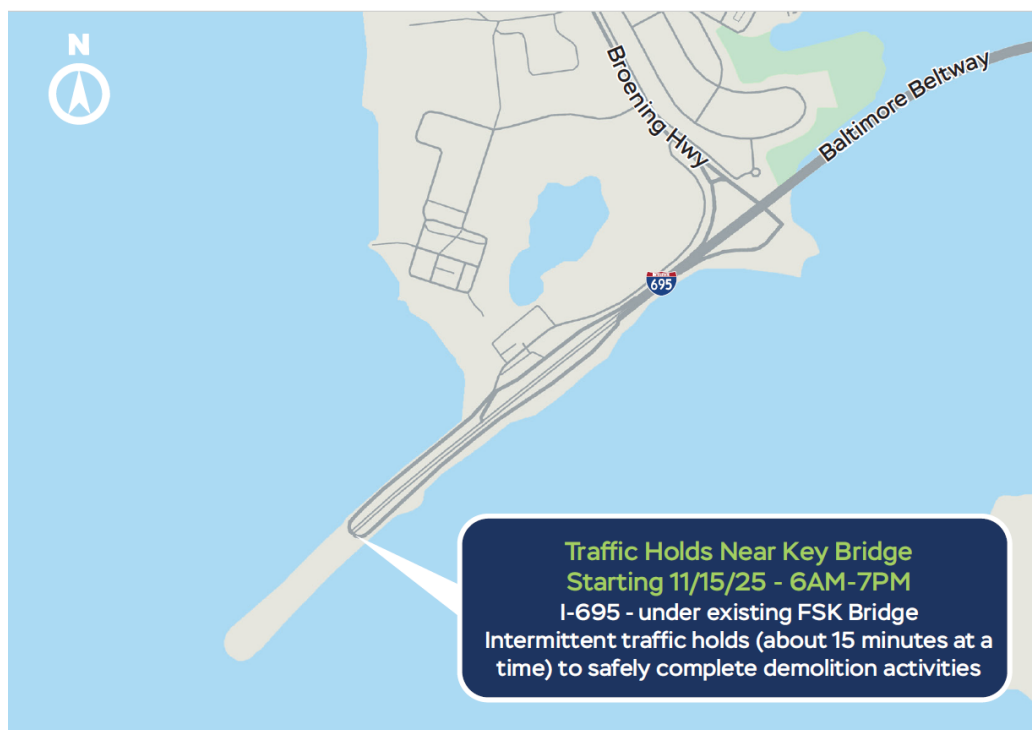 N
Broening Hwy
Baltimore Beltway
695
Traffic Holds Near Key Bridge
Starting 11/15/25 - 6AM-7PM
I-695 - under existing FSK Bridge
Intermittent traffic holds (about 15 minutes at a
time) to safely complete demolition activities